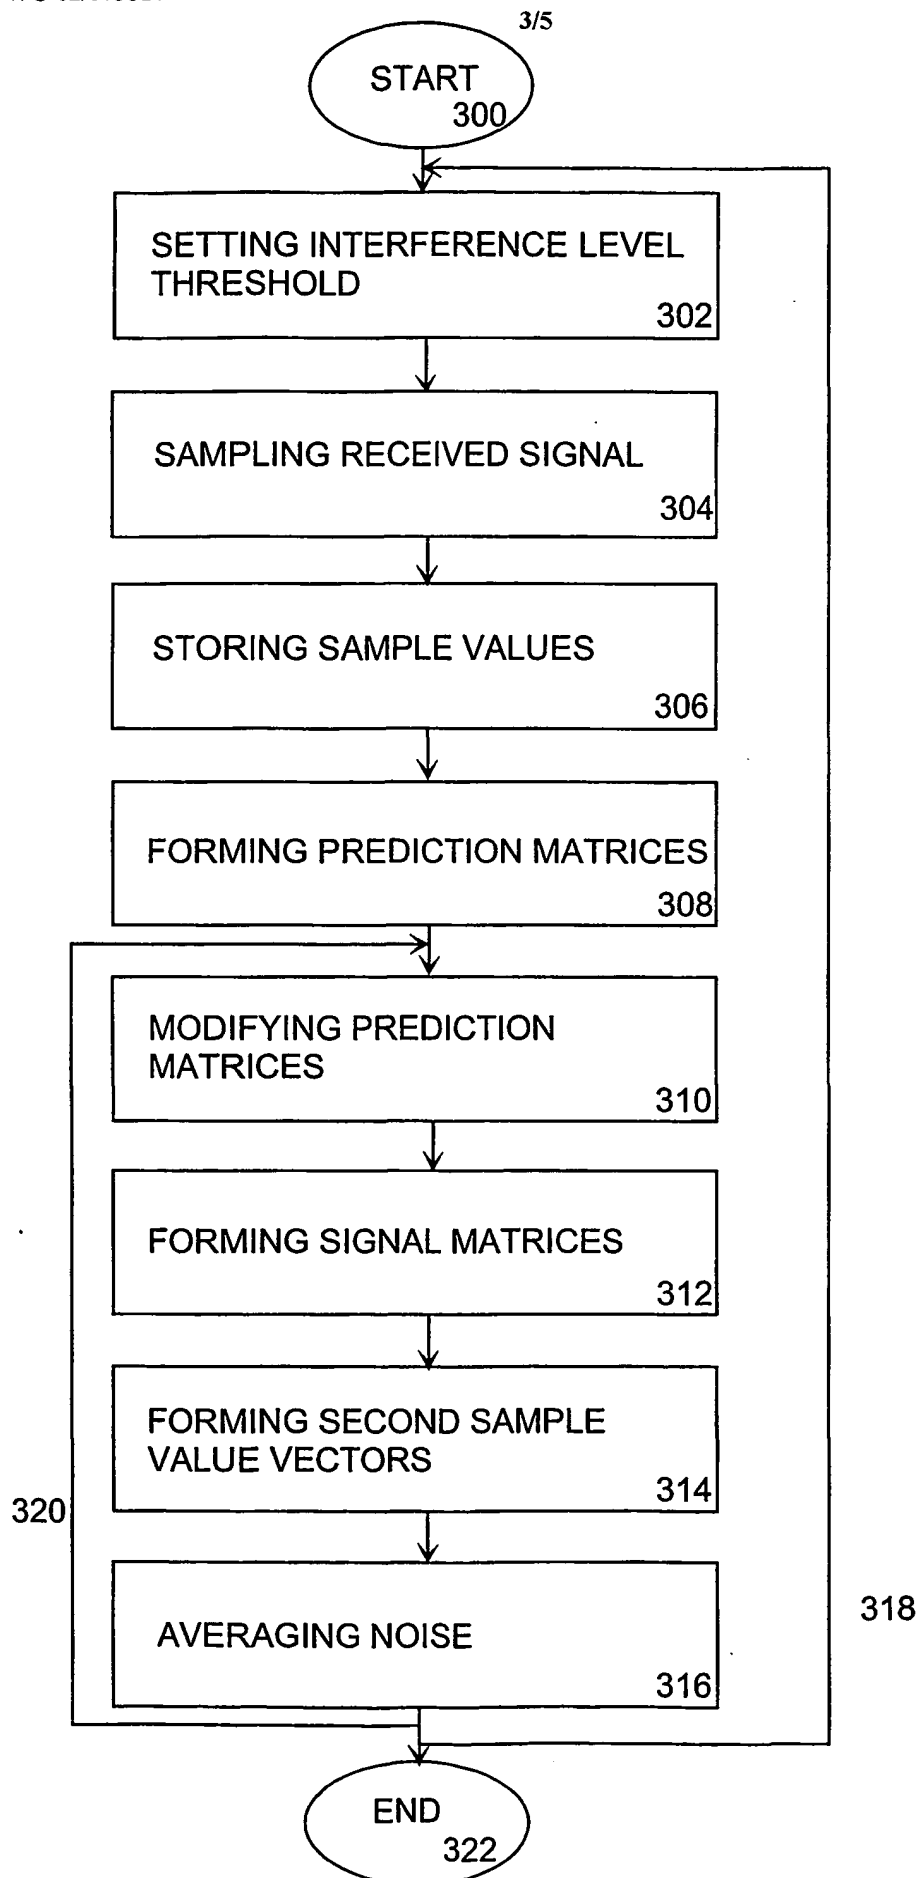 3/5
START
300
SETTING INTERFERENCE LEVEL
THRESHOLD
302
SAMPLING RECEIVED SIGNAL
304
STORING SAMPLE VALUES
306
FORMING PREDICTION MATRICES
308
MODIFYING PREDICTION
MATRICES
310
FORMING SIGNAL MATRICES
312
FORMING SECOND SAMPLE
VALUE VECTORS
314
320
AVERAGING NOISE
316
318
END
322